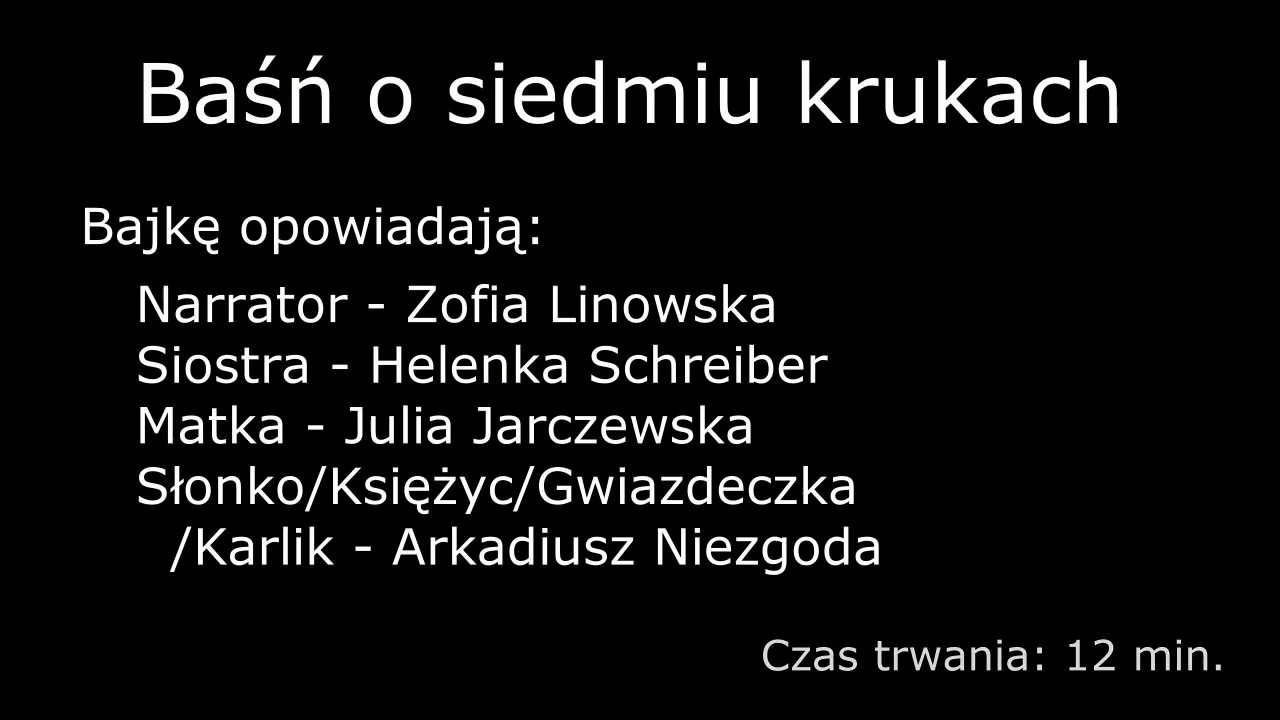 Baśń o siedmiu krukach
Bajkę opowiadają:
Narrator - Zofia Linowska
Siostra - Helenka Schreiber
Matka - Julia Jarczewska
Słonko/Księżyc/Gwiazdeczka
/Karlik - Arkadiusz Niezgoda
Czas trwania: 12 min.